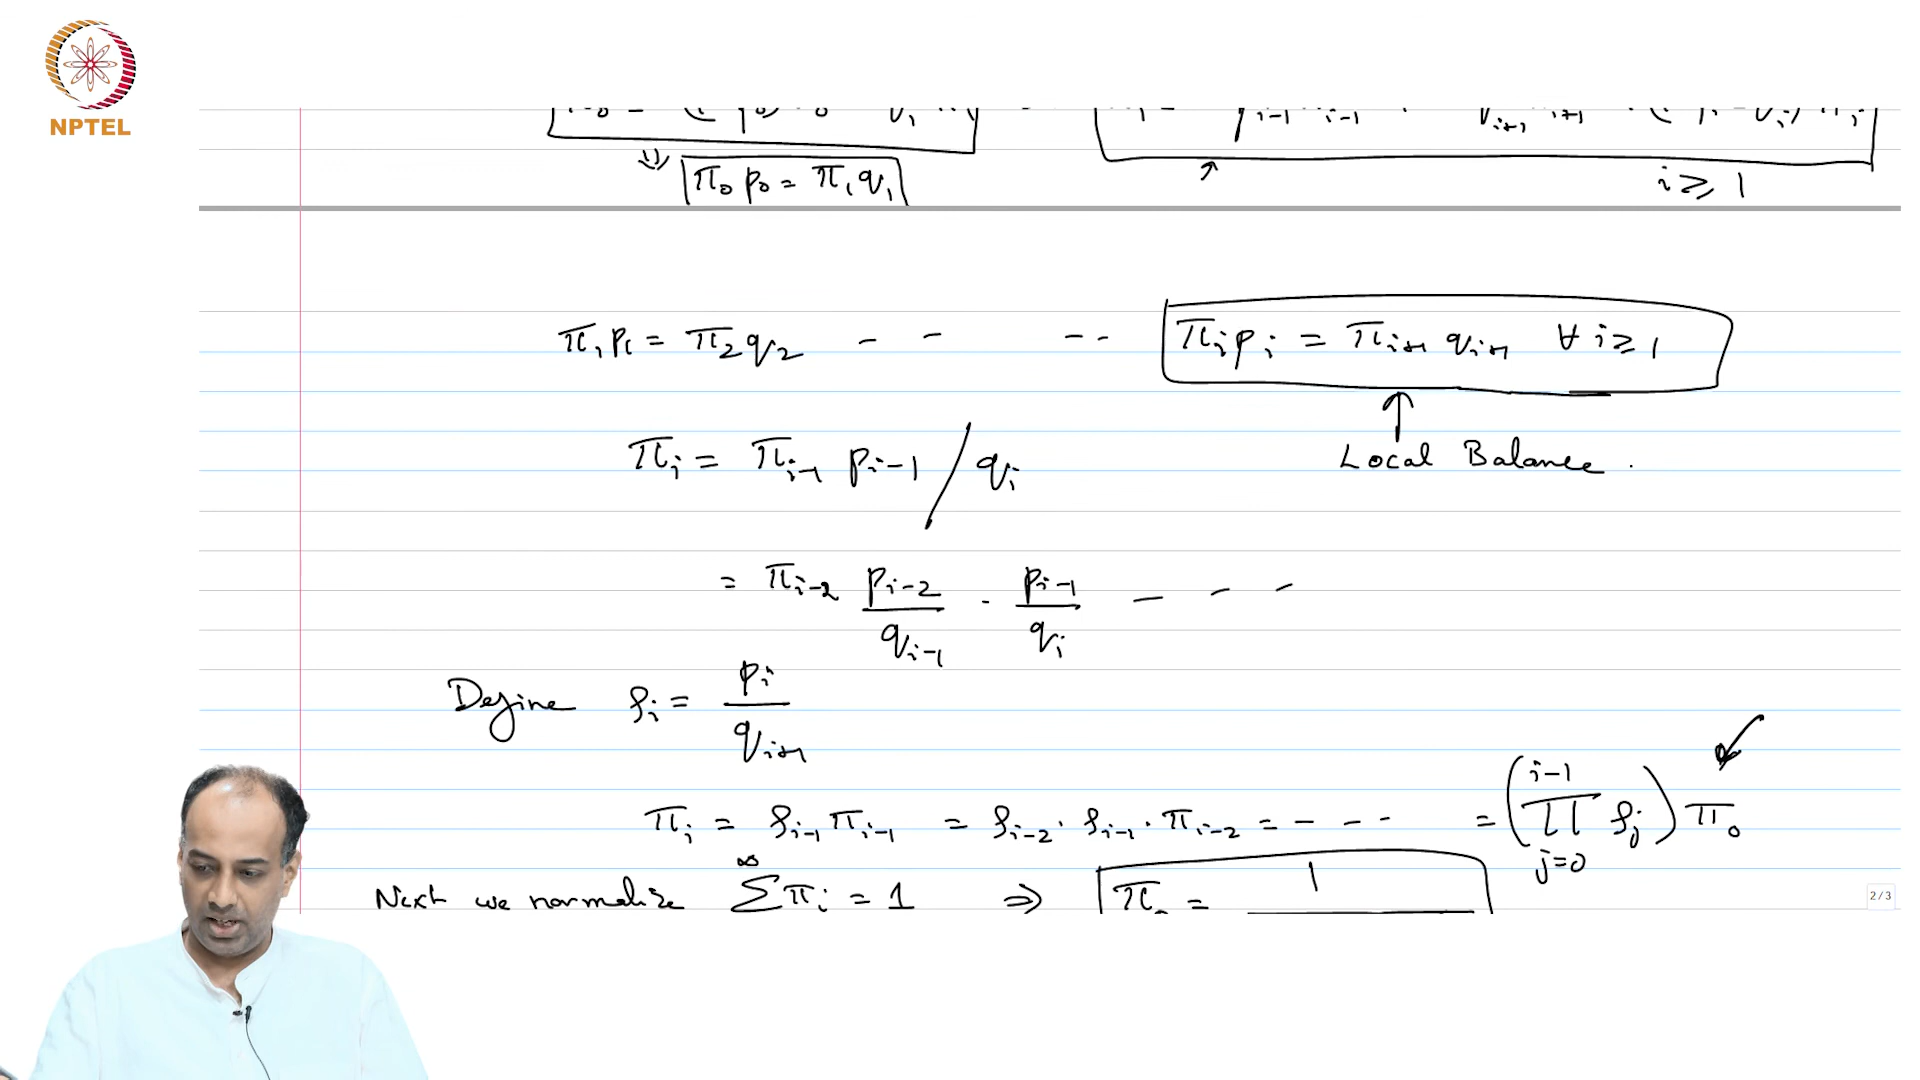 NPTEL
π₀ p₀ = π₁ q₁
i ≥ 1
π₁ p₁ = π₂ q₂ - - -- πᵢ pᵢ = πᵢ₊₁ qᵢ₊₁ ∀ i ≥ 1
Local Balance.
πᵢ = πᵢ₋₁ pᵢ₋₁ / qᵢ
= πᵢ₋₂ pᵢ₋₂/qᵢ₋₁ · pᵢ₋₁/qᵢ - - -
Define ρᵢ = pᵢ/qᵢ₊₁
πᵢ = ρᵢ₋₁ πᵢ₋₁ = ρᵢ₋₂ · ρᵢ₋₁ · πᵢ₋₂ = - - - = (∏_{j=0}^{i-1} ρⱼ) π₀
Next we normalize ∑^∞ πᵢ = 1 ⇒ π₀ = 1
2 / 3